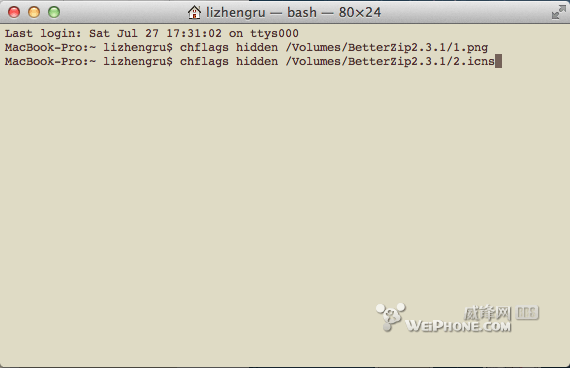 lizhengru — bash — 80×24
Last login: Sat Jul 27 17:31:02 on ttys000
MacBook-Pro:~ lizhengru$ chflags hidden /Volumes/BetterZip2.3.1/1.png
MacBook-Pro:~ lizhengru$ chflags hidden /Volumes/BetterZip2.3.1/2.icns
威锋网
WEIPHONE.COM